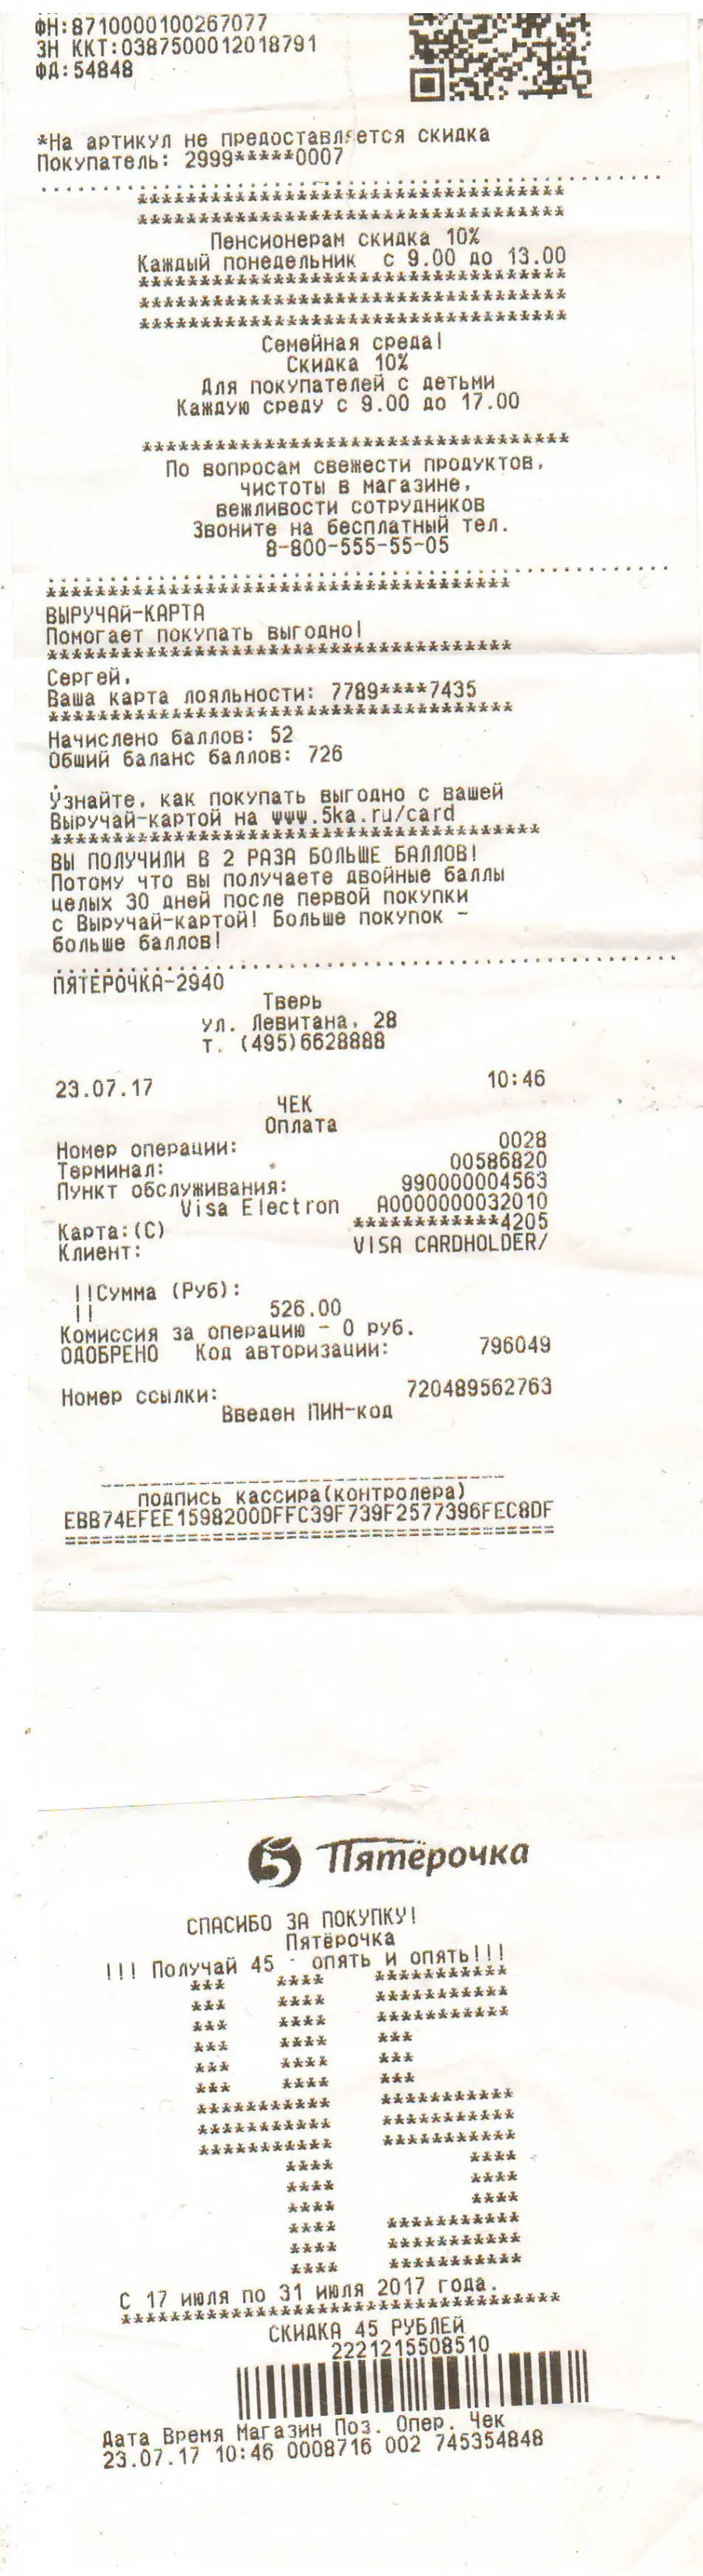 ФН:8710000100267077
ЗН ККТ:0387500012018791
ФД:54848
*На артикул не предоставляется скидка
Покупатель: 2999*****0007
...............................................
**********************************
**********************************
Пенсионерам скидка 10%
Каждый понедельник с 9.00 до 13.00
**********************************
**********************************
**********************************
Семейная среда!
Скидка 10%
Для покупателей с детьми
Каждую среду с 9.00 до 17.00
**********************************
По вопросам свежести продуктов,
чистоты в магазине,
вежливости сотрудников
Звоните на бесплатный тел.
8-800-555-55-05
...............................................
*************************************
ВЫРУЧАЙ-КАРТА
Помогает покупать выгодно!
*************************************
Сергей,
Ваша карта лояльности: 7789****7435
*************************************
Начислено баллов: 52
Общий баланс баллов: 726
.
Узнайте, как покупать выгодно с вашей
Выручай-картой на www.5ka.ru/card
***************************************
ВЫ ПОЛУЧИЛИ В 2 РАЗА БОЛЬШЕ БАЛЛОВ!
Потому что вы получаете двойные баллы
целых 30 дней после первой покупки
с Выручай-картой! Больше покупок -
больше баллов!
...............................................
ПЯТЕРОЧКА-2940
Тверь
ул. Левитана, 28
т. (495)6628888
23.07.17 10:46
ЧЕК
Оплата
Номер операции: 0028
Терминал: 00586820
Пункт обслуживания: 990000004563
Visa Electron A0000000032010
Карта:(C) ************4205
Клиент: VISA CARDHOLDER/
||Сумма (Руб):
|| 526.00
Комиссия за операцию - 0 руб.
ОДОБРЕНО Код авторизации: 796049
Номер ссылки: 720489562763
Введен ПИН-код
--------------------------------
подпись кассира(контролера)
EBB74EFEE1598200DFFC39F739F2577396FEC8DF
=======================================
5 Пятёрочка
СПАСИБО ЗА ПОКУПКУ!
Пятёрочка
!!! Получай 45 - опять и опять!!!
*** **** ***********
*** **** ***********
*** **** ***********
*** **** ***
*** **** ***
*** **** ***
*********** ***********
*********** ***********
*********** ***********
**** ****
**** ****
**** ****
**** ***********
**** ***********
**** ***********
С 17 июля по 31 июля 2017 года.
***********************************
СКИДКА 45 РУБЛЕЙ
2221215508510
Дата Время Магазин Поз. Опер. Чек
23.07.17 10:46 0008716 002 745354848